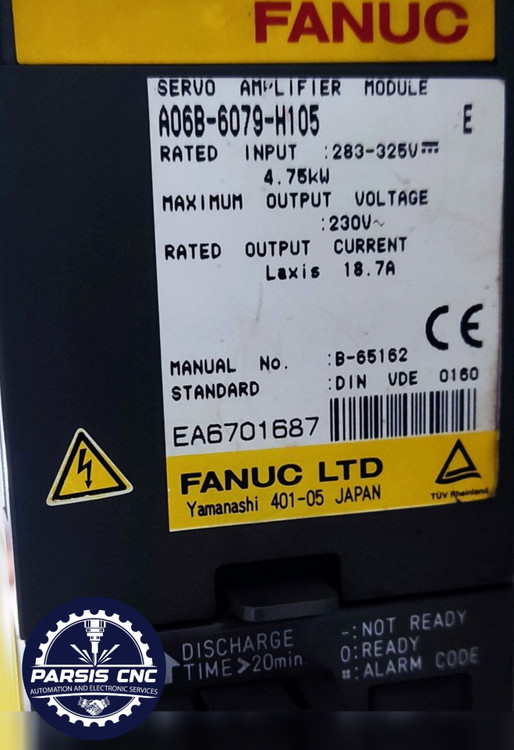 FANUC
SERVO AMPLIFIER MODULE
A06B-6079-H105 E
RATED INPUT :283-325V⎓
4.75kW
MAXIMUM OUTPUT VOLTAGE
:230V~
RATED OUTPUT CURRENT
Laxis 18.7A
CE
MANUAL No. :B-65162
STANDARD :DIN VDE 0160
EA6701687
FANUC LTD
Yamanashi 401-05 JAPAN
TÜV Rheinland
DISCHARGE
TIME>20min
-:NOT READY
0:READY
#:ALARM CODE
PARSIS CNC
AUTOMATION AND ELECTRONIC SERVICES